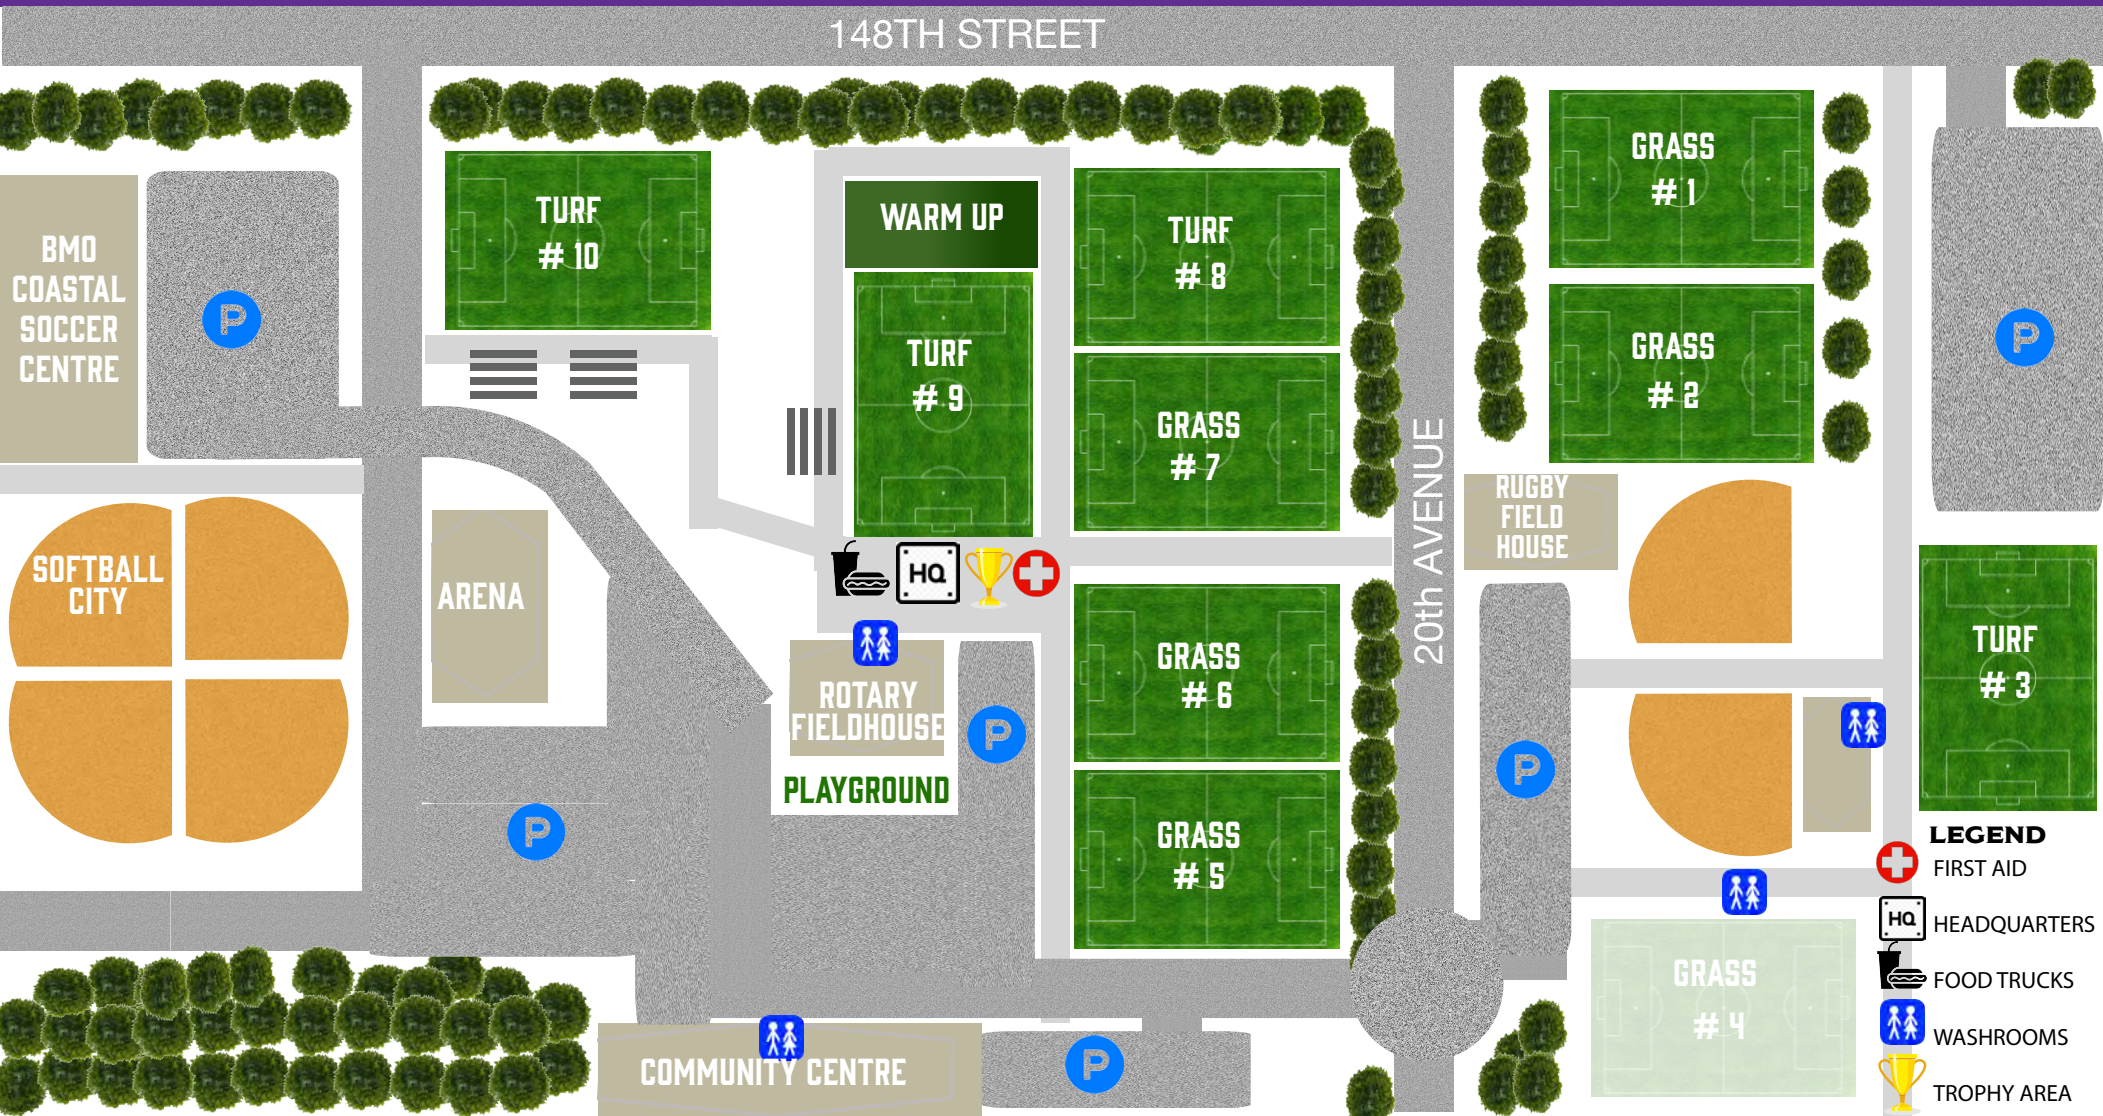 148TH STREET
BMO
COASTAL
SOCCER
CENTRE
P
TURF
# 10
WARM UP
TURF
# 9
TURF
# 8
GRASS
# 7
20th AVENUE
GRASS
# 1
GRASS
# 2
P
RUGBY
FIELD
HOUSE
SOFTBALL
CITY
ARENA
HQ
ROTARY
FIELDHOUSE
PLAYGROUND
P
P
GRASS
# 6
GRASS
# 5
P
TURF
# 3
GRASS
# 4
COMMUNITY CENTRE
P
LEGEND
FIRST AID
HQ HEADQUARTERS
FOOD TRUCKS
WASHROOMS
TROPHY AREA